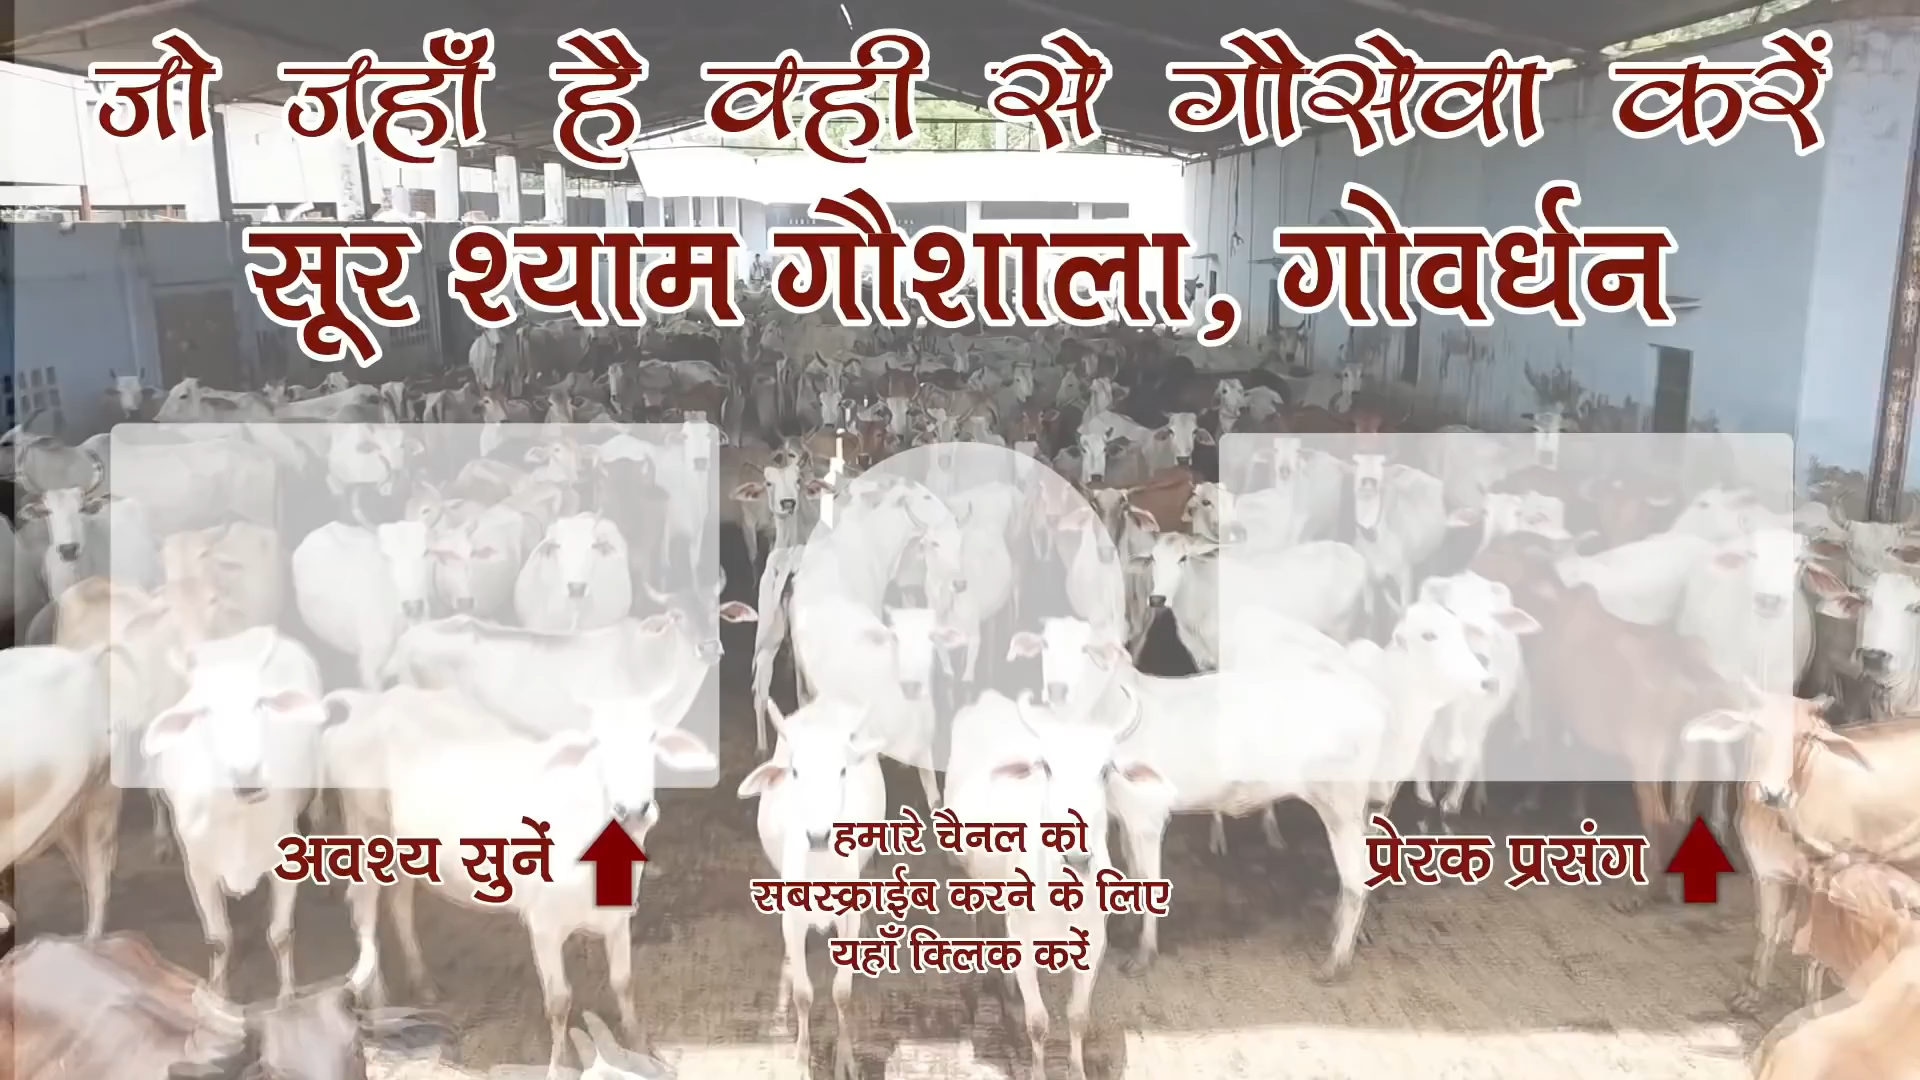 जो जहाँ है वही से गौसेवा करें
सूर श्याम गौशाला, गोवर्धन
अवश्य सुनें
हमारे चैनल को
सबस्क्राईब करने के लिए
यहाँ क्लिक करें
प्रेरक प्रसंग